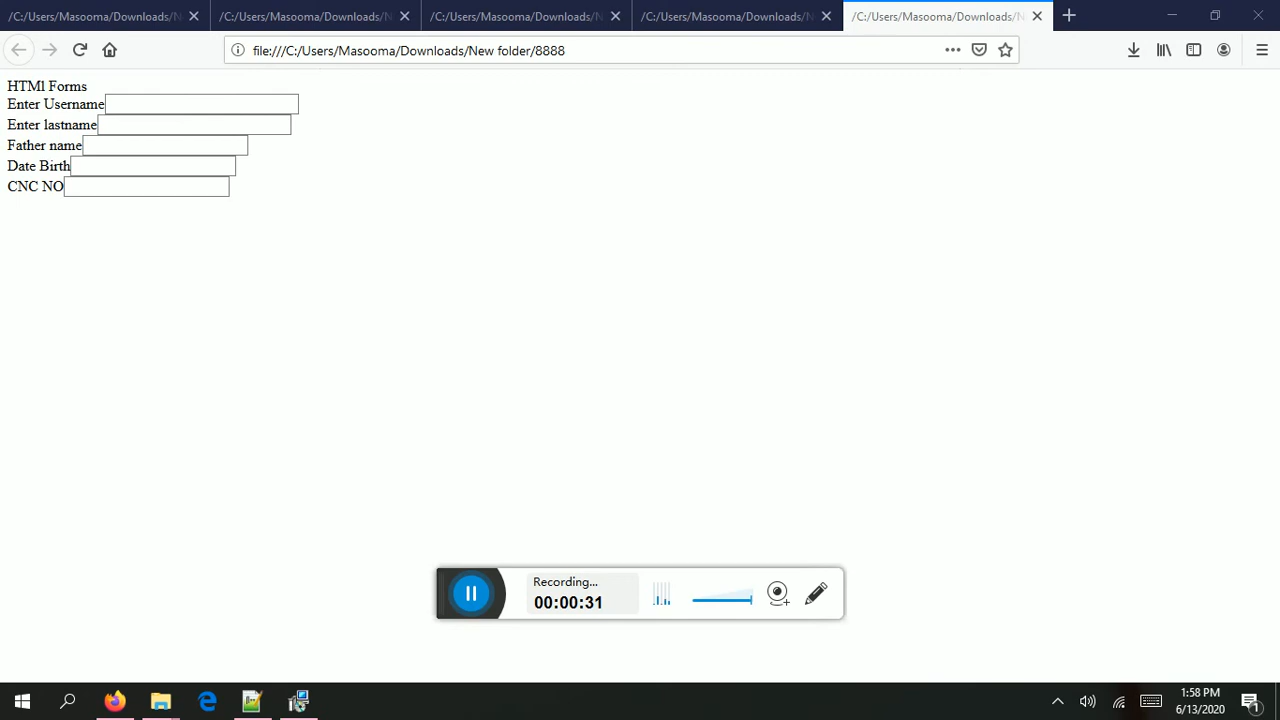 /C:/Users/Masooma/Downloads/N
/C:/Users/Masooma/Downloads/N
/C:/Users/Masooma/Downloads/N
/C:/Users/Masooma/Downloads/N
/C:/Users/Masooma/Downloads/N
file:///C:/Users/Masooma/Downloads/New folder/8888
HTMl Forms
Enter Username
Enter lastname
Father name
Date Birth
CNC NO
Recording...
00:00:31
1:58 PM
6/13/2020
1